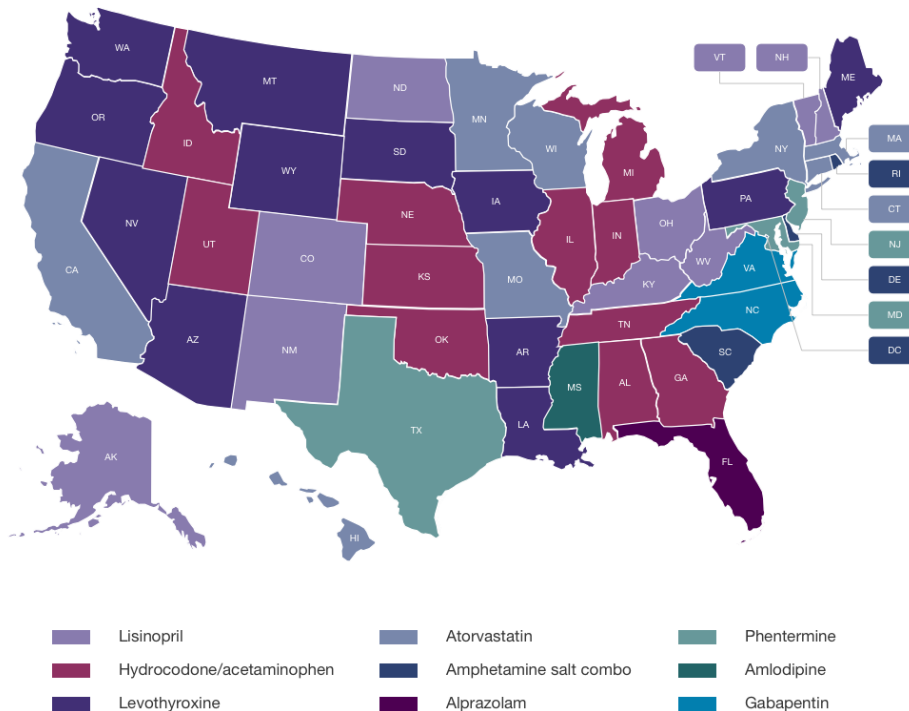 WA
MT
ND
MN
VT
NH
ME
OR
ID
WY
SD
WI
MI
NY
MA
RI
CT
NJ
DE
MD
DC
NV
UT
CO
NE
IA
IL
IN
OH
PA
CA
KS
MO
KY
WV
VA
AZ
NM
OK
AR
TN
NC
SC
TX
LA
MS
AL
GA
FL
AK
HI
Lisinopril
Atorvastatin
Phentermine
Hydrocodone/acetaminophen
Amphetamine salt combo
Amlodipine
Levothyroxine
Alprazolam
Gabapentin